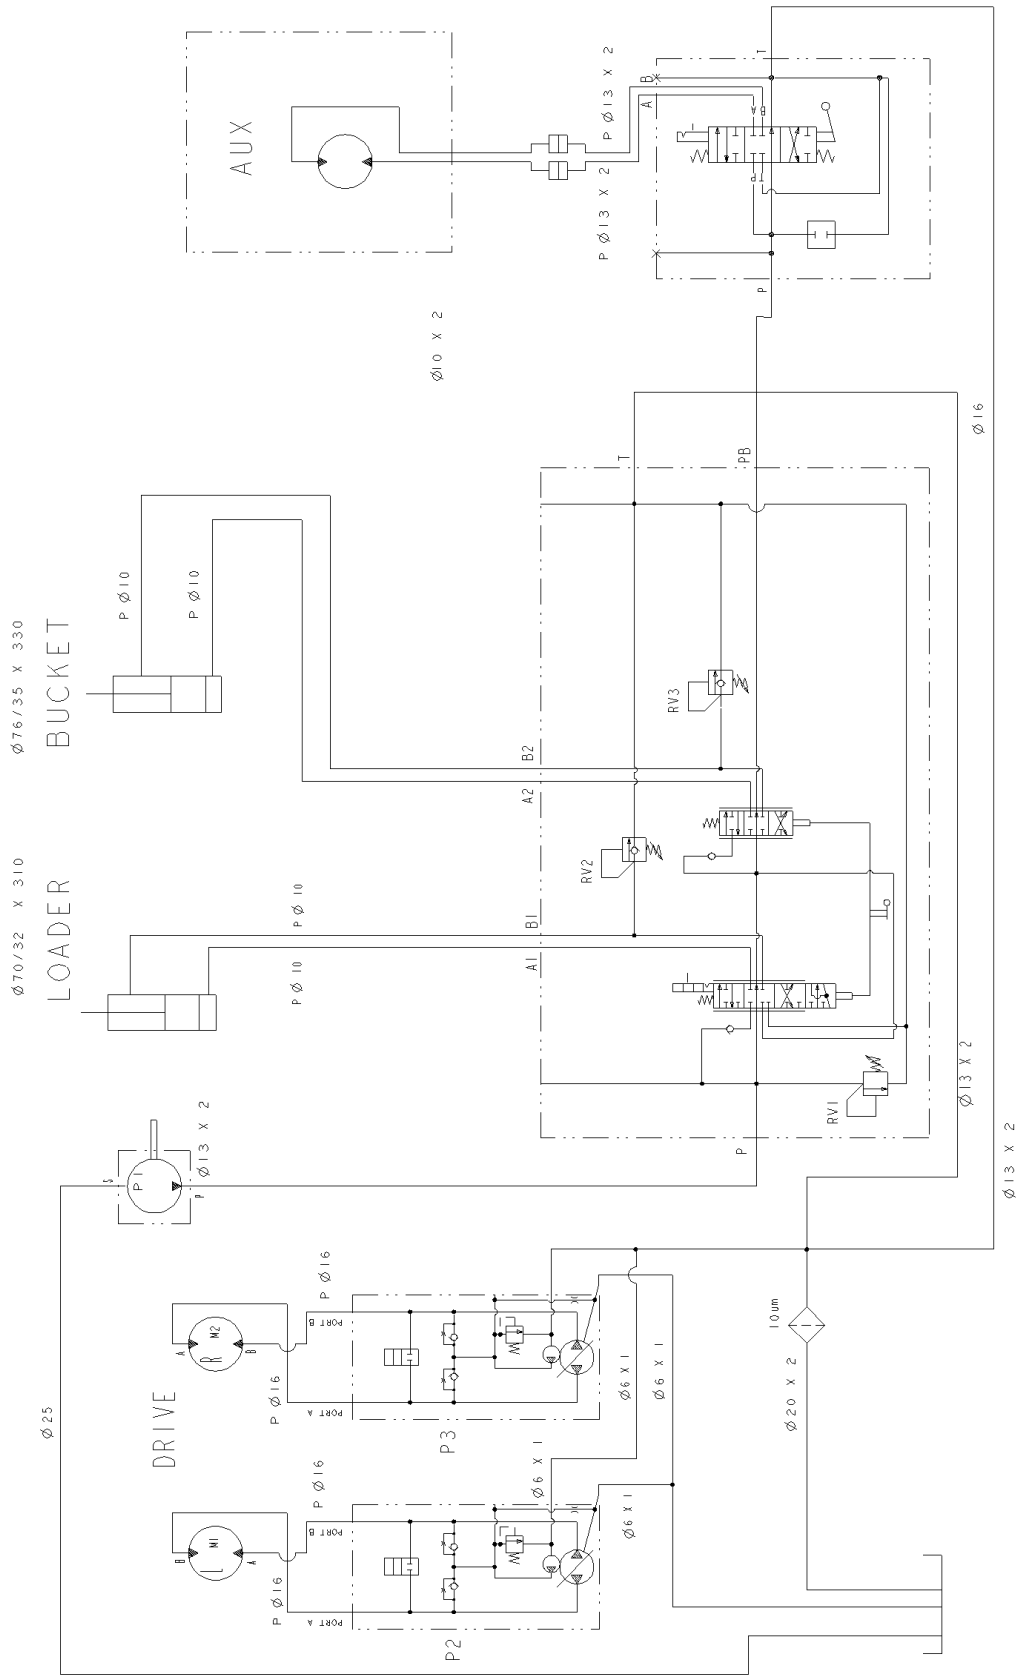 T
P Ø13 X 2
B
A
AUX
A
B
T
P
P Ø13 X 2
P
Ø10 X 2
Ø16
T
PB
P Ø10
P Ø10
Ø76/35 X 330
BUCKET
RV3
B2
A2
RV2
Ø70/32 X 310
LOADER
P Ø 10
B1
A1
P Ø 10
RV1
Ø13 X 2
Ø13 X 2
P
S
P1
P
Ø13 X 2
P Ø16
PORT B
A
R
M2
B
10um
P Ø16
PORT A
Ø6 X 1
Ø6 X 1
Ø20 X 2
Ø25
DRIVE
P3
P Ø16
Ø6 X 1
PORT B
B
L
M1
A
Ø6 X 1
P Ø16
PORT A
P2